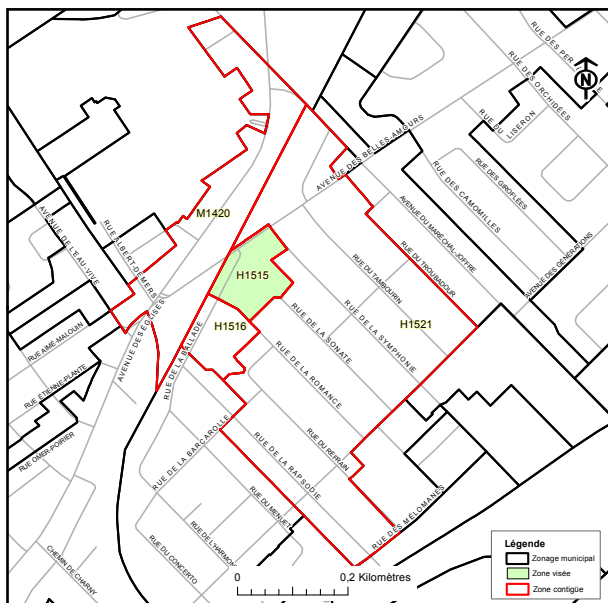 RUE DES PER
RUE DES ORCHIDÉES
N
RUE DU LISERON
AVENUE DES BELLES-AMOURS
RUE DES GIROFLÉES
RUE DES CAMOMILLES
AVENUE DU MARÉCHAL-JOFFRE
AVENUE DES GÉNÉRATIONS
M1420
RUE ALBERT-DEMERS
AVENUE DE L'EAU-VIVE
RUE DU TROUBADOUR
H1515
RUE DU TAMBOURIN
RUE DE LA SYMPHONIE
H1521
H1516
RUE DE LA SONATE
AVENUE DES ÉGLISES
RUE DE LA BALLADE
RUE AIMÉ-MALOUIN
RUE DE LA ROMANCE
RUE ÉTIENNE-PLANTE
RUE OMER-POIRIER
RUE DE LA BARCAROLLE
RUE DU REFRAIN
RUE DE LA RAPSODIE
RUE DU MENUET
RUE DES MÉLOMANES
RUE DE L'HARMON
RUE DU CONCERTO
CHEMIN DE CHARNY
0 0,2 Kilomètres
Légende
Zonage municipal
Zone visée
Zone contigüe